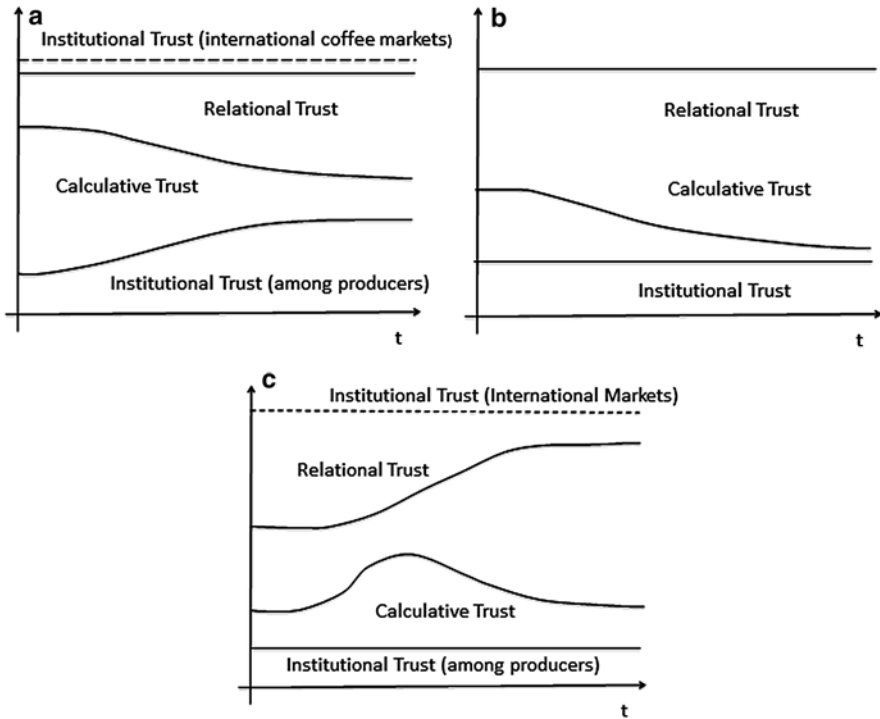 a
Institutional Trust (international coffee markets)
Relational Trust
Calculative Trust
Institutional Trust (among producers)
t
b
Relational Trust
Calculative Trust
Institutional Trust
t
c
Institutional Trust (International Markets)
Relational Trust
Calculative Trust
Institutional Trust (among producers)
t